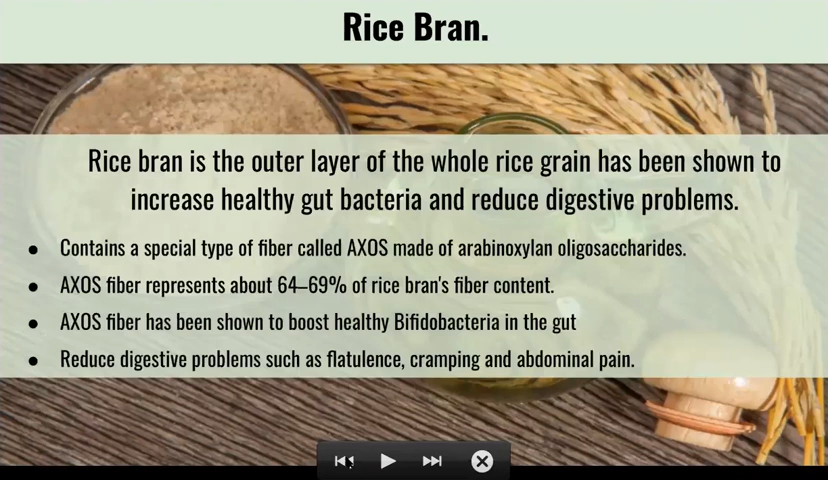 Rice Bran.
Rice bran is the outer layer of the whole rice grain has been shown to
increase healthy gut bacteria and reduce digestive problems.
● Contains a special type of fiber called AXOS made of arabinoxylan oligosaccharides.
● AXOS fiber represents about 64–69% of rice bran's fiber content.
● AXOS fiber has been shown to boost healthy Bifidobacteria in the gut
● Reduce digestive problems such as flatulence, cramping and abdominal pain.